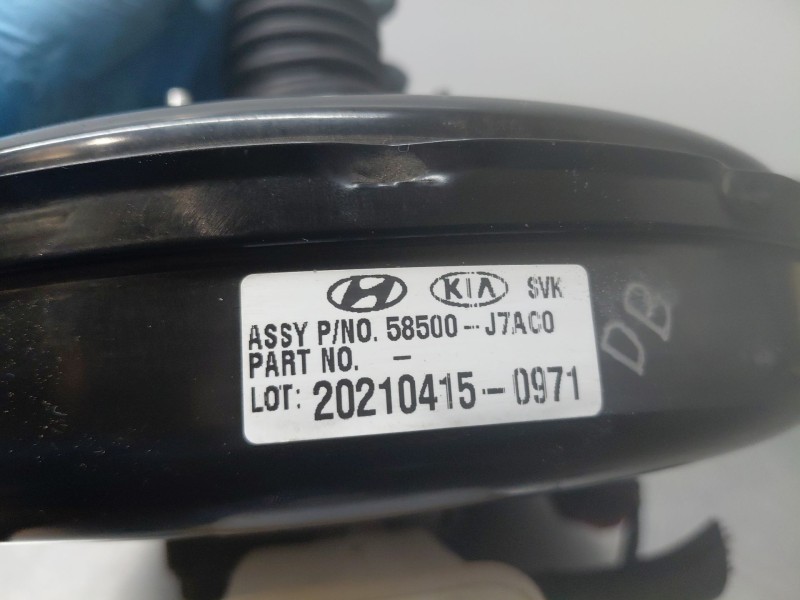 KIA SVK
ASSY P/NO. 58500-J7AC0
PART NO. -
LOT: 20210415-0971
DB